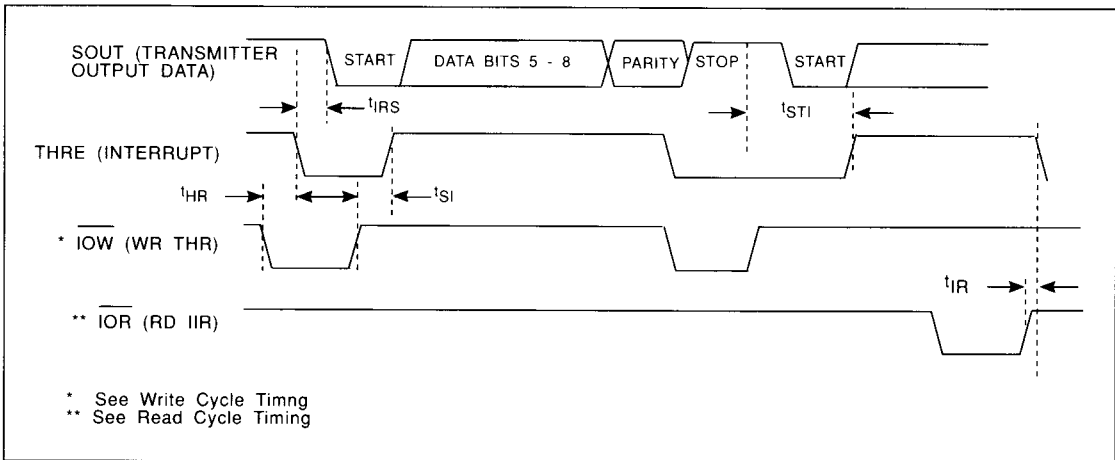 SOUT (TRANSMITTER
OUTPUT DATA)
START
DATA BITS 5 - 8
PARITY
STOP
START
tIRS
tSTI
THRE (INTERRUPT)
tHR
tSI
* IOW (WR THR)
tIR
** IOR (RD IIR)
* See Write Cycle Timng
** See Read Cycle Timing